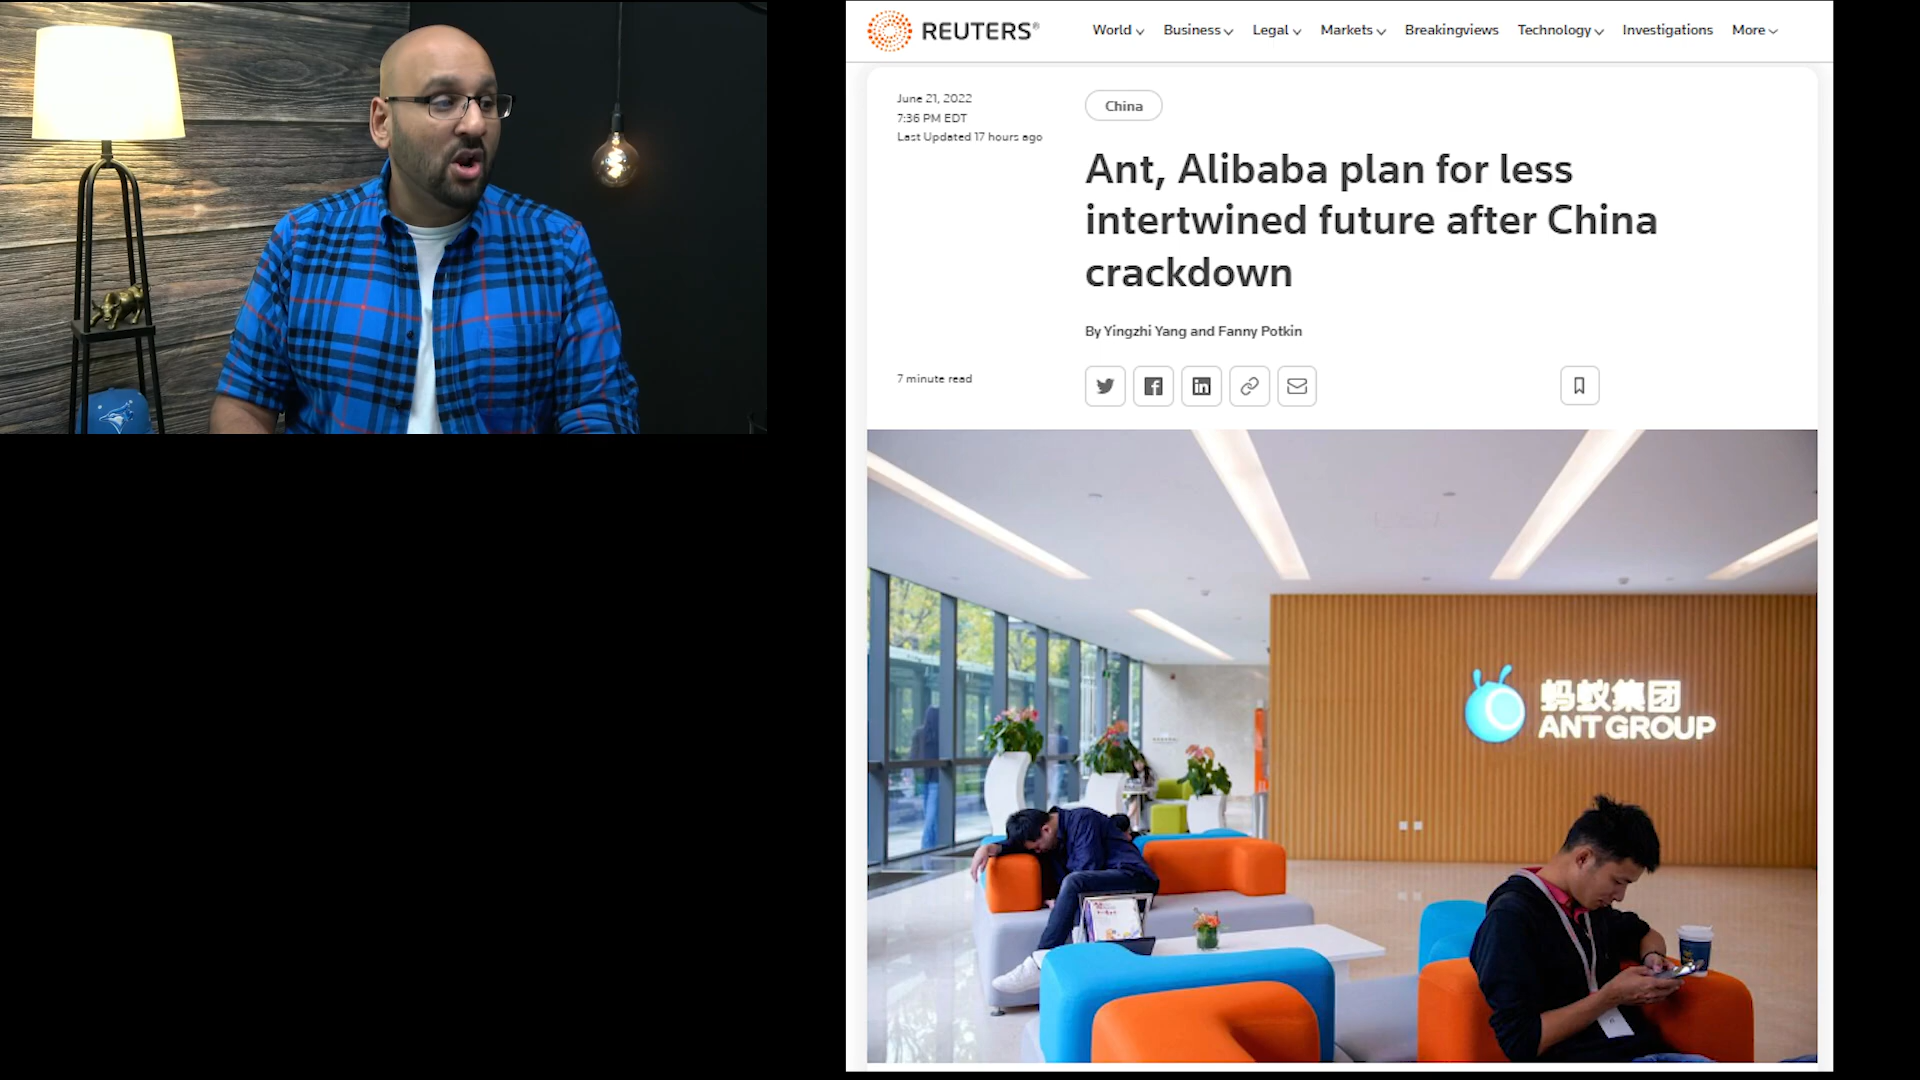 REUTERS®
World Business Legal Markets Breakingviews Technology Investigations More
June 21, 2022
7:36 PM EDT
Last Updated 17 hours ago
China
Ant, Alibaba plan for less
intertwined future after China
crackdown
By Yingzhi Yang and Fanny Potkin
7 minute read
蚂蚁集团
ANT GROUP